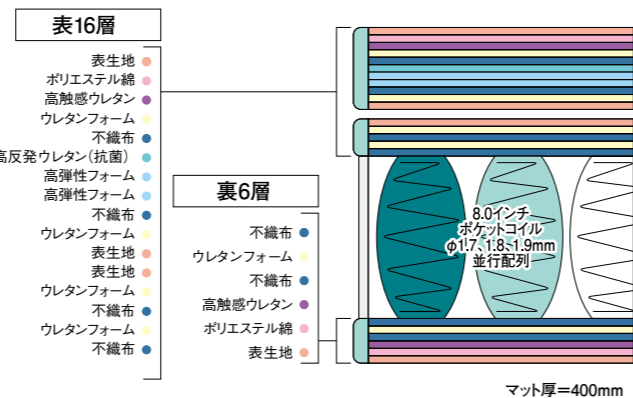 表16層
表生地
ポリエステル綿
高触感ウレタン
ウレタンフォーム
不織布
高反発ウレタン(抗菌)
高弾性フォーム
高弾性フォーム
不織布
ウレタンフォーム
表生地
表生地
ウレタンフォーム
不織布
ウレタンフォーム
不織布
裏6層
不織布
ウレタンフォーム
不織布
高触感ウレタン
ポリエステル綿
表生地
8.0インチ
ポケットコイル
φ1.7、1.8、1.9mm
並行配列
マット厚=400mm